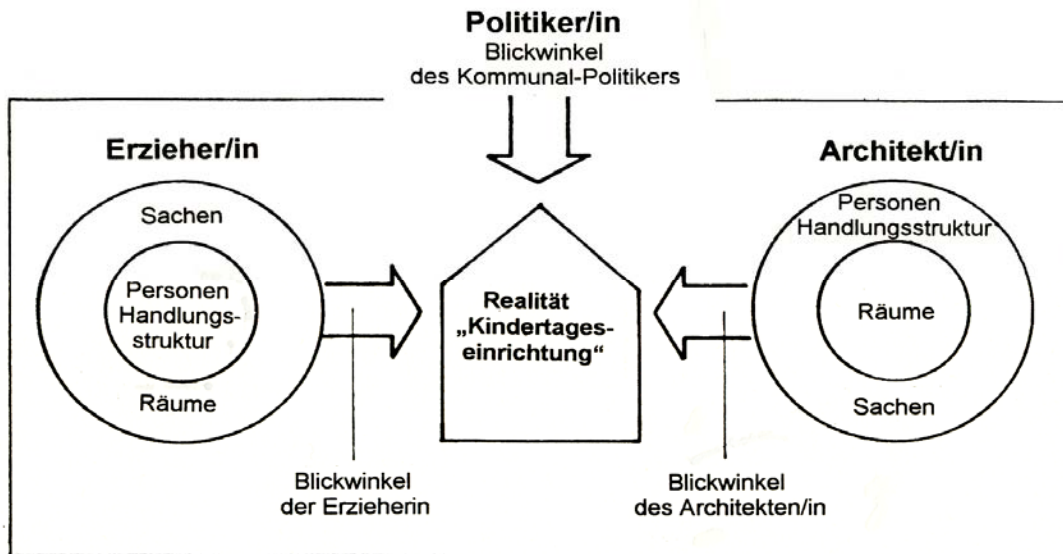 Politiker/in
Blickwinkel
des Kommunal-Politikers
Erzieher/in
Sachen
Personen
Handlungs-
struktur
Räume
Blickwinkel
der Erzieherin
Realität
„Kindertages-
einrichtung“
Architekt/in
Personen
Handlungsstruktur
Räume
Sachen
Blickwinkel
des Architekten/in